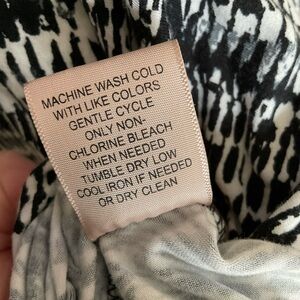 MACHINE WASH COLD
WITH LIKE COLORS
GENTLE CYCLE
ONLY NON-
CHLORINE BLEACH
WHEN NEEDED
TUMBLE DRY LOW
COOL IRON IF NEEDED
OR DRY CLEAN